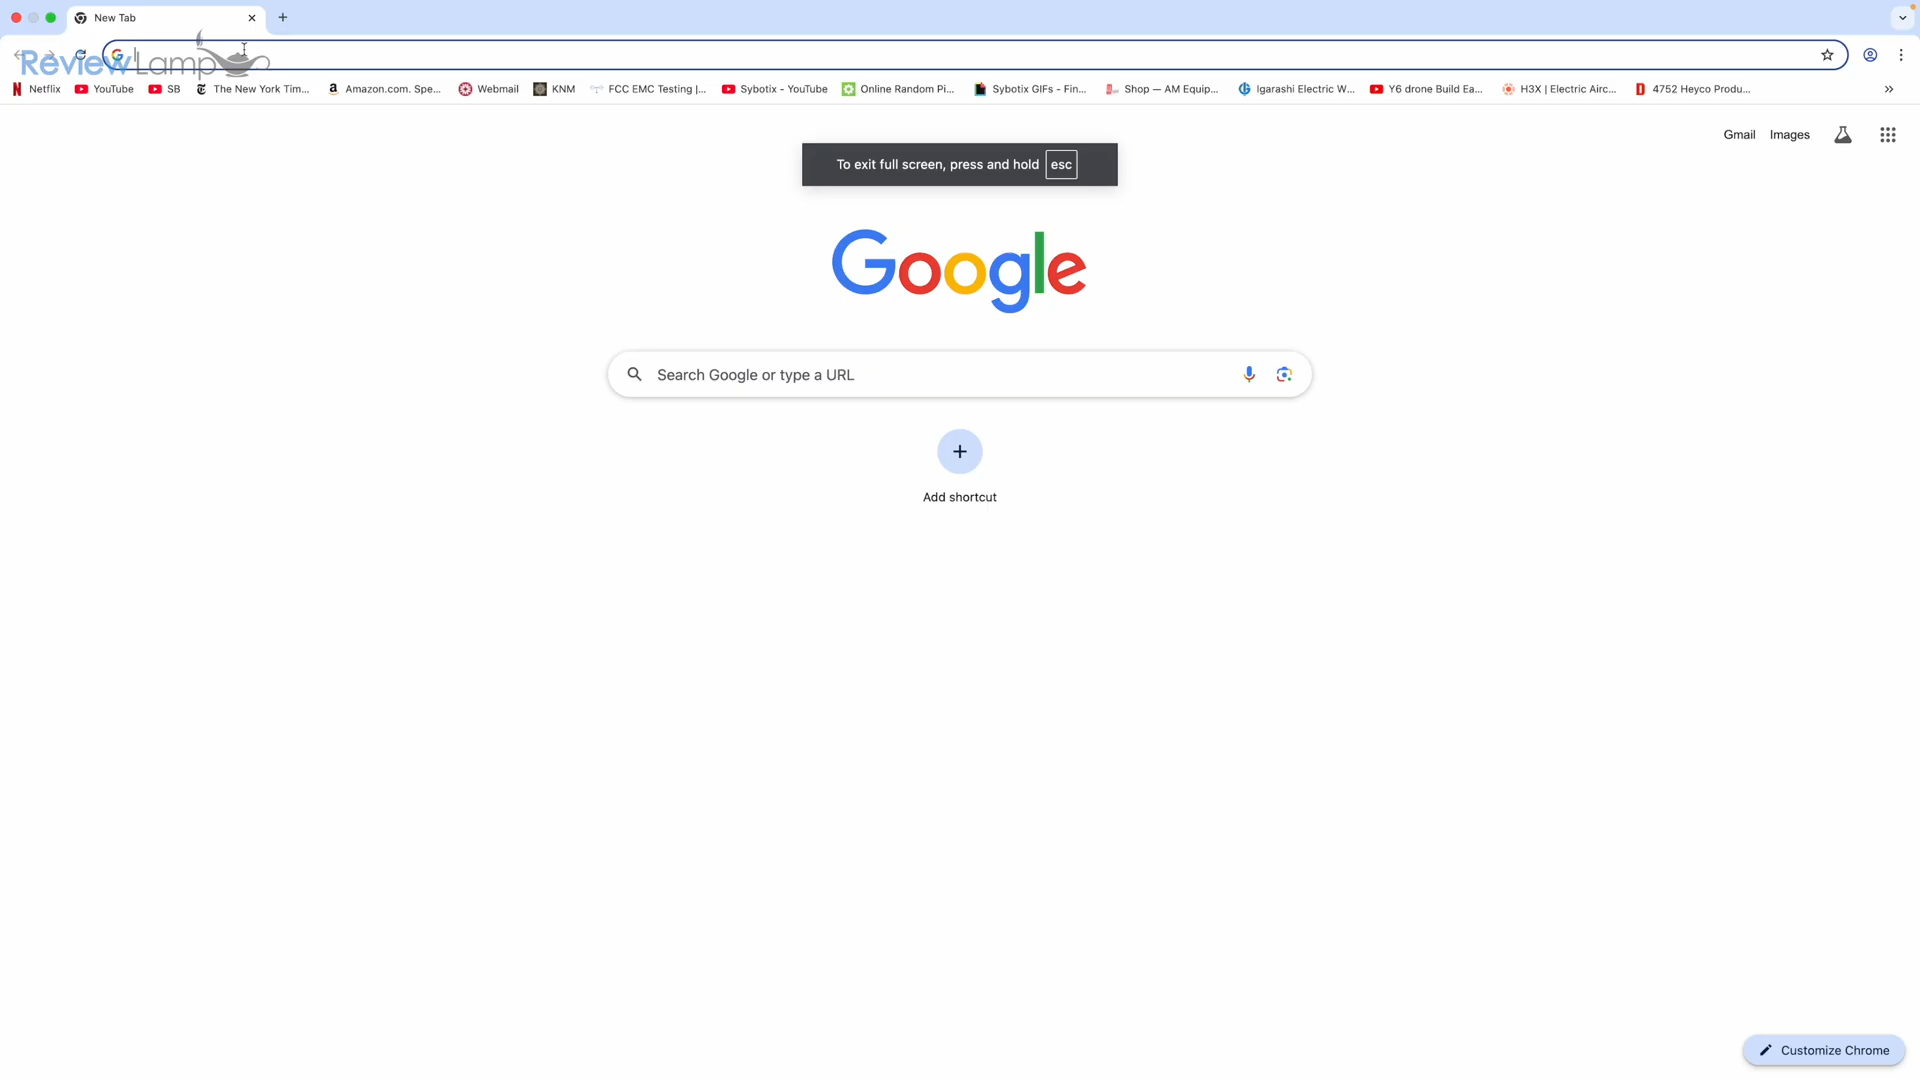 New Tab
ReviewLamp
Netflix YouTube SB The New York Tim... Amazon.com. Spe... Webmail KNM FCC EMC Testing |... Sybotix - YouTube Online Random Pi... Sybotix GIFs - Fin... Shop — AM Equip... Igarashi Electric W... Y6 drone Build Ea... H3X | Electric Airc... 4752 Heyco Produ...
Gmail Images
To exit full screen, press and hold esc
Google
Search Google or type a URL
Add shortcut
Customize Chrome